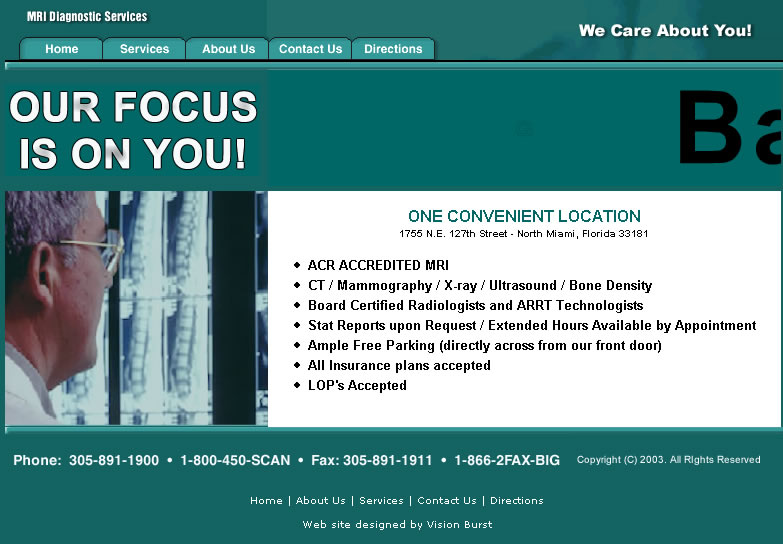 MRI Diagnostic Services
We Care About You!
Home Services About Us Contact Us Directions
OUR FOCUS
IS ON YOU!
Ba
ONE CONVENIENT LOCATION
1755 N.E. 127th Street - North Miami, Florida 33181
• ACR ACCREDITED MRI
• CT / Mammography / X-ray / Ultrasound / Bone Density
• Board Certified Radiologists and ARRT Technologists
• Stat Reports upon Request / Extended Hours Available by Appointment
• Ample Free Parking (directly across from our front door)
• All Insurance plans accepted
• LOP's Accepted
Phone: 305-891-1900 • 1-800-450-SCAN • Fax: 305-891-1911 • 1-866-2FAX-BIG Copyright (C) 2003. All RIghts Reserved
Home | About Us | Services | Contact Us | Directions
Web site designed by Vision Burst